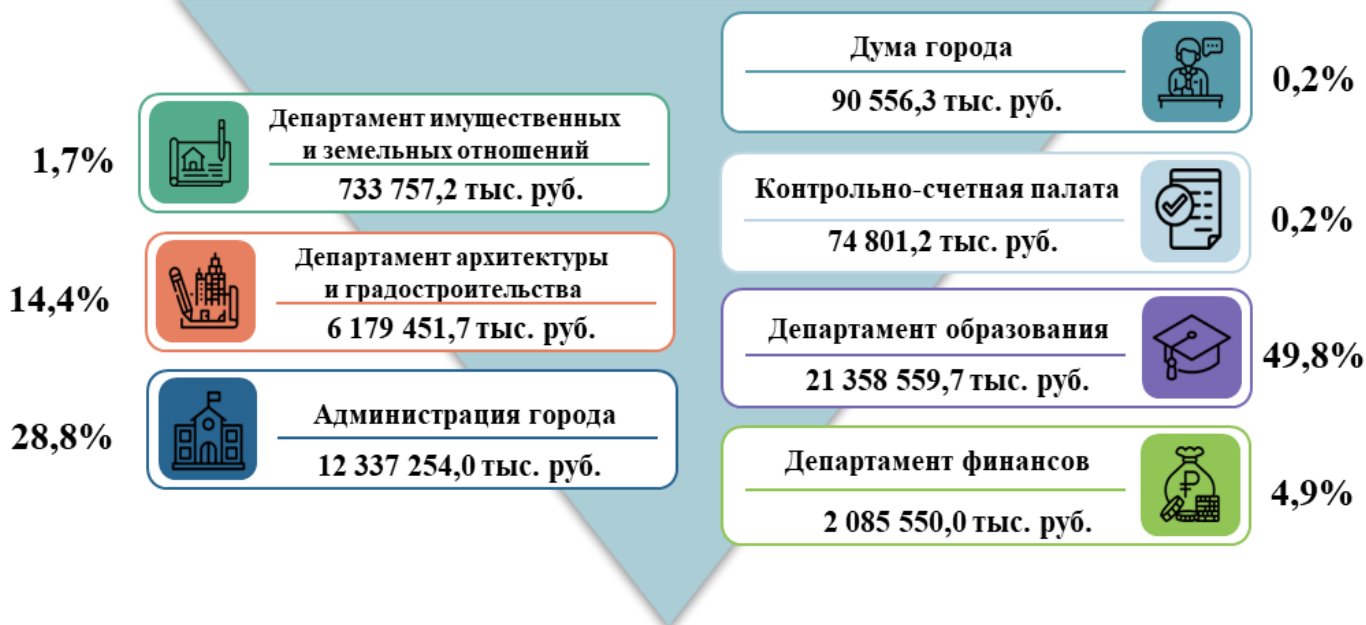 1,7%
Департамент имущественных
и земельных отношений
733 757,2 тыс. руб.
14,4%
Департамент архитектуры
и градостроительства
6 179 451,7 тыс. руб.
28,8%
Администрация города
12 337 254,0 тыс. руб.
Дума города
90 556,3 тыс. руб.
0,2%
Контрольно-счетная палата
74 801,2 тыс. руб.
0,2%
Департамент образования
21 358 559,7 тыс. руб.
49,8%
Департамент финансов
2 085 550,0 тыс. руб.
4,9%